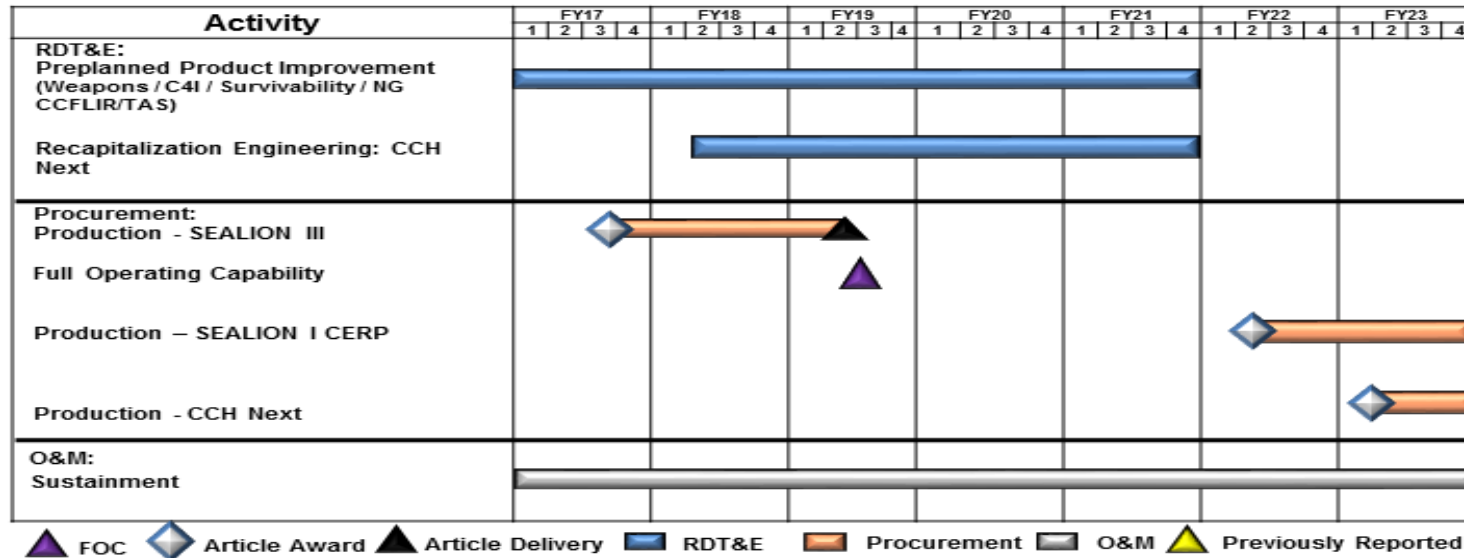 Activity FY17 FY18 FY19 FY20 FY21 FY22 FY23
1 2 3 4 1 2 3 4 1 2 3 4 1 2 3 4 1 2 3 4 1 2 3 4 1 2 3 4
RDT&E:
Preplanned Product Improvement
(Weapons / C4I / Survivability / NG
CCFLIR/TAS)
Recapitalization Engineering: CCH
Next
Procurement:
Production - SEALION III
Full Operating Capability
Production – SEALION I CERP
Production - CCH Next
O&M:
Sustainment
FOC Article Award Article Delivery RDT&E Procurement O&M Previously Reported